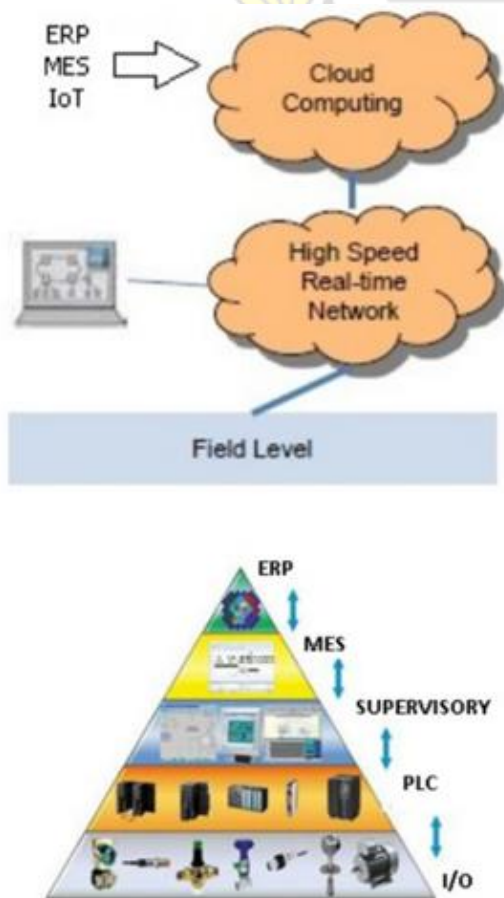 ERP
MES
IoT
Cloud
Computing
High Speed
Real-time
Network
Field Level
ERP
MES
SUPERVISORY
PLC
I/O